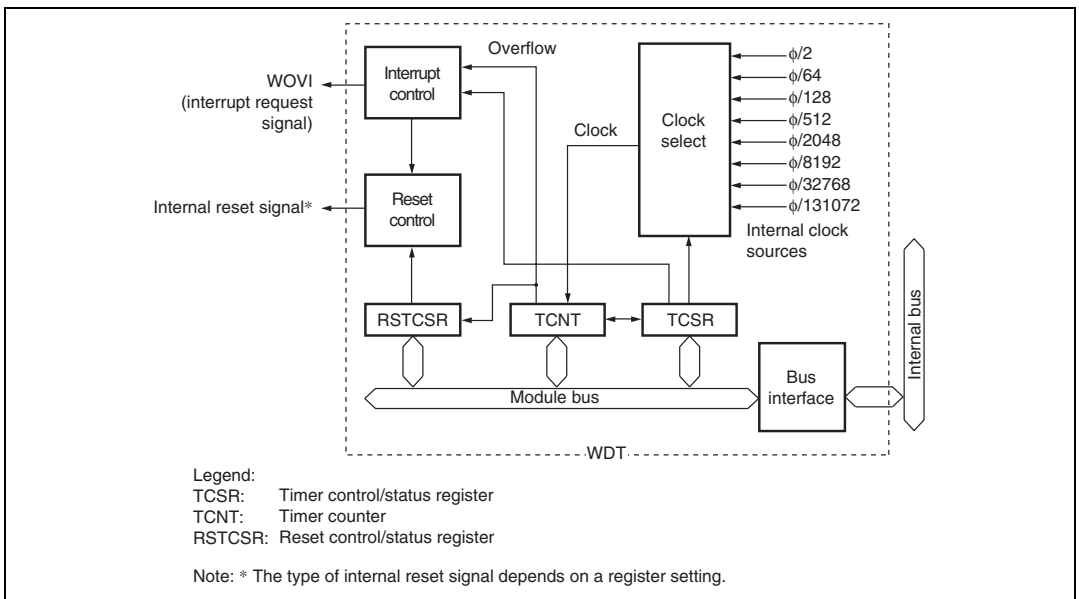 Overflow
Interrupt
control
WOVI
(interrupt request
signal)
Clock
Clock
select
ϕ/2
ϕ/64
ϕ/128
ϕ/512
ϕ/2048
ϕ/8192
ϕ/32768
ϕ/131072
Internal clock
sources
Reset
control
Internal reset signal*
RSTCSR
TCNT
TCSR
Module bus
Bus
interface
Internal bus
WDT
Legend:
TCSR: Timer control/status register
TCNT: Timer counter
RSTCSR: Reset control/status register
Note: * The type of internal reset signal depends on a register setting.